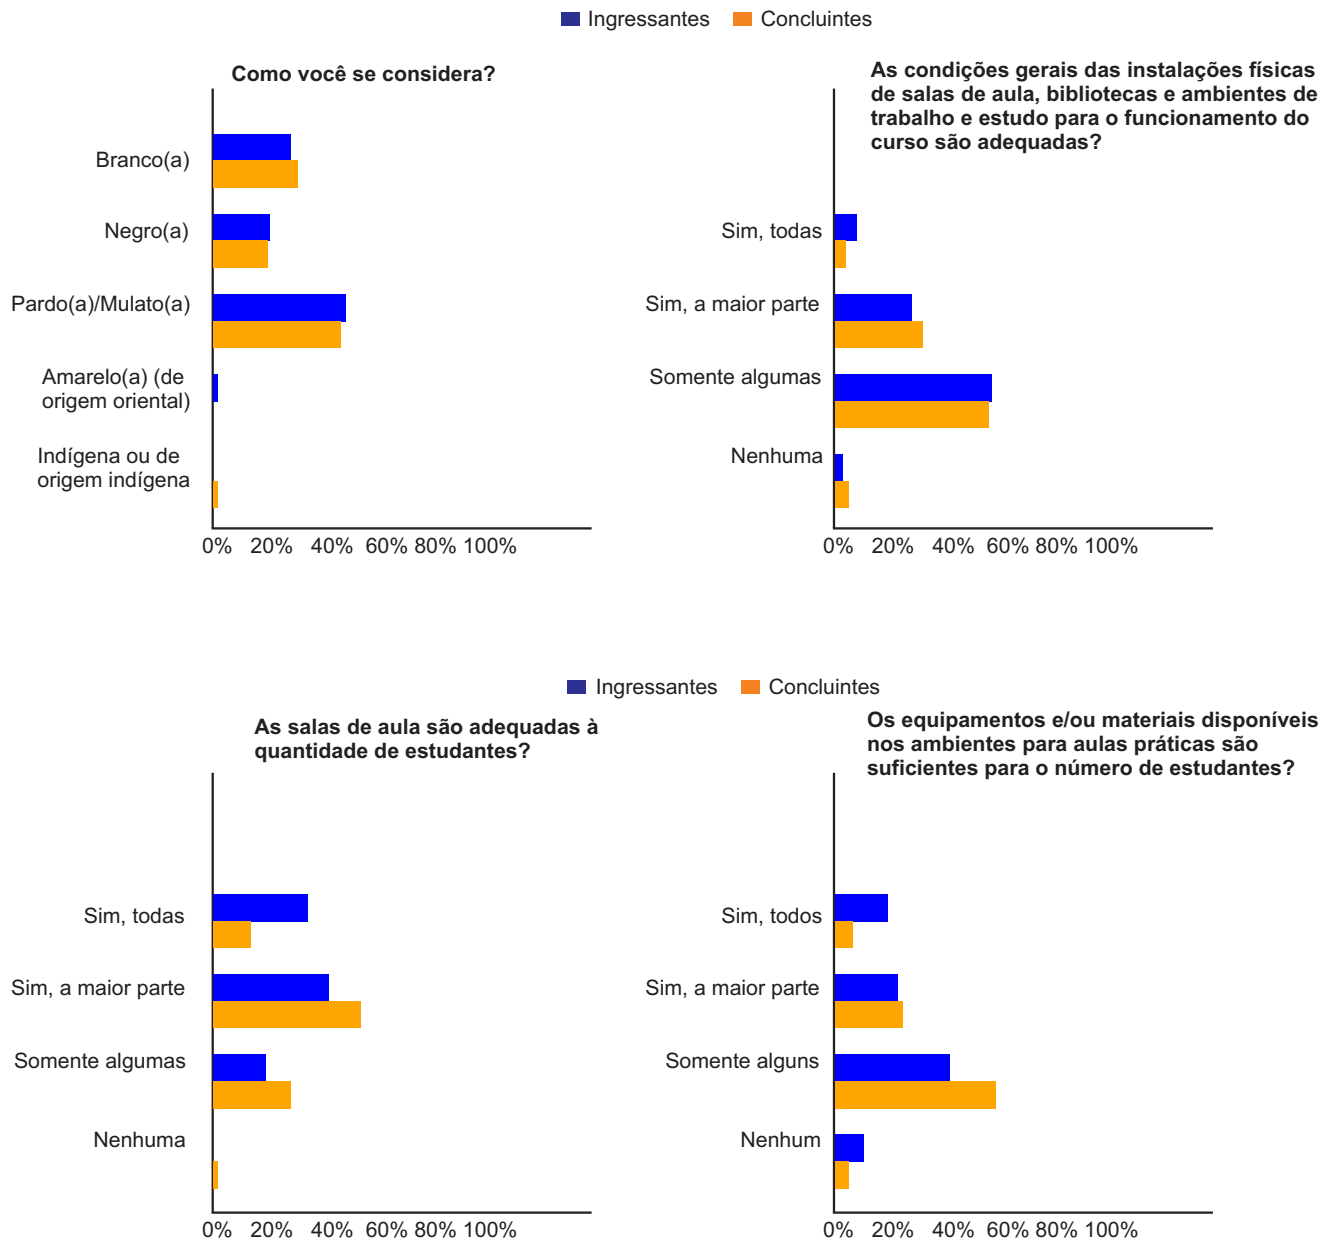 Ingressantes Concluintes
Como você se considera?
Branco(a)
Negro(a)
Pardo(a)/Mulato(a)
Amarelo(a) (de
origem oriental)
Indígena ou de
origem indígena
0% 20% 40% 60% 80% 100%
As condições gerais das instalações físicas
de salas de aula, bibliotecas e ambientes de
trabalho e estudo para o funcionamento do
curso são adequadas?
Sim, todas
Sim, a maior parte
Somente algumas
Nenhuma
0% 20% 40% 60% 80% 100%
Ingressantes Concluintes
As salas de aula são adequadas à
quantidade de estudantes?
Sim, todas
Sim, a maior parte
Somente algumas
Nenhuma
0% 20% 40% 60% 80% 100%
Os equipamentos e/ou materiais disponíveis
nos ambientes para aulas práticas são
suficientes para o número de estudantes?
Sim, todos
Sim, a maior parte
Somente alguns
Nenhum
0% 20% 40% 60% 80% 100%